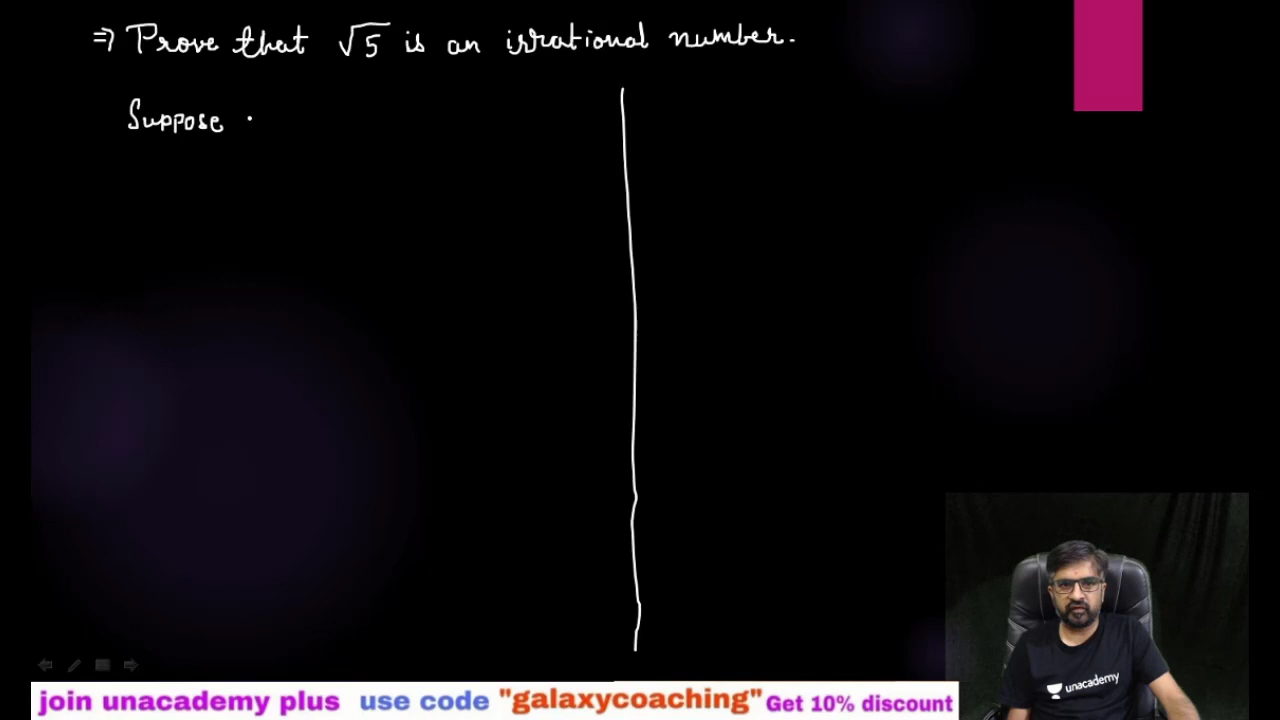 ⇒ Prove that √5 is an irrational number.
Suppose
unacademy
join unacademy plus use code "galaxycoaching" Get 10% discount